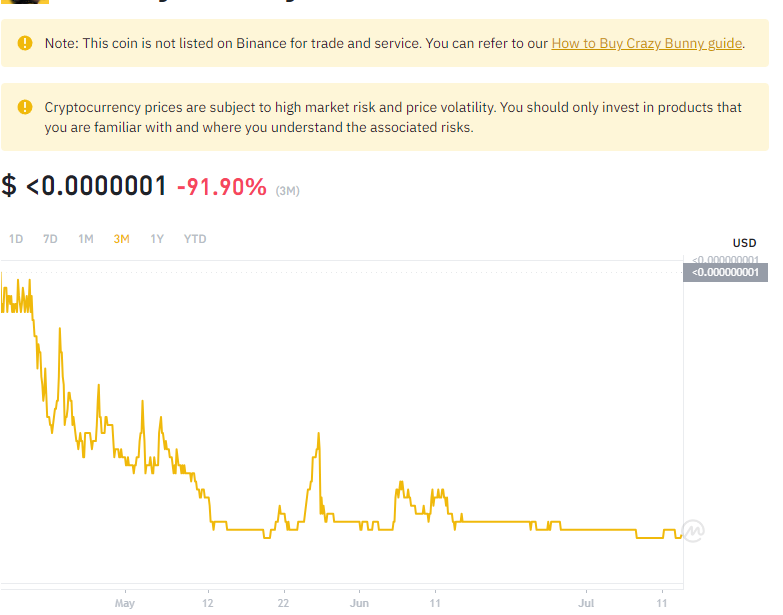 Note: This coin is not listed on Binance for trade and service. You can refer to our How to Buy Crazy Bunny guide.
Cryptocurrency prices are subject to high market risk and price volatility. You should only invest in products that
you are familiar with and where you understand the associated risks.
$ <0.0000001 -91.90% (3M)
1D 7D 1M 3M 1Y YTD
USD
<0.000000001
<0.000000001
May 12 22 Jun 11 Jul 11